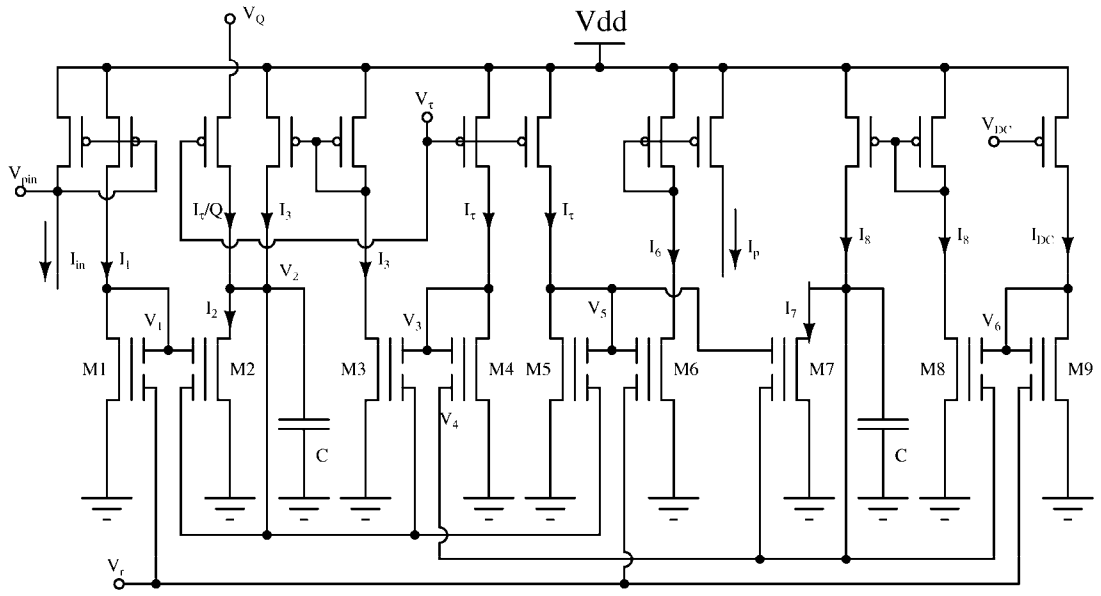 V_Q
Vdd
V_τ
V_DC
V_pin
I_in
I_1
I_τ/Q
I_3
I_3
I_τ
I_τ
I_6
I_p
I_8
I_8
I_DC
V_2
V_1
I_2
V_3
V_5
I_7
V_6
M1
M2
M3
M4
M5
M6
M7
M8
M9
V_4
C
C
V_r